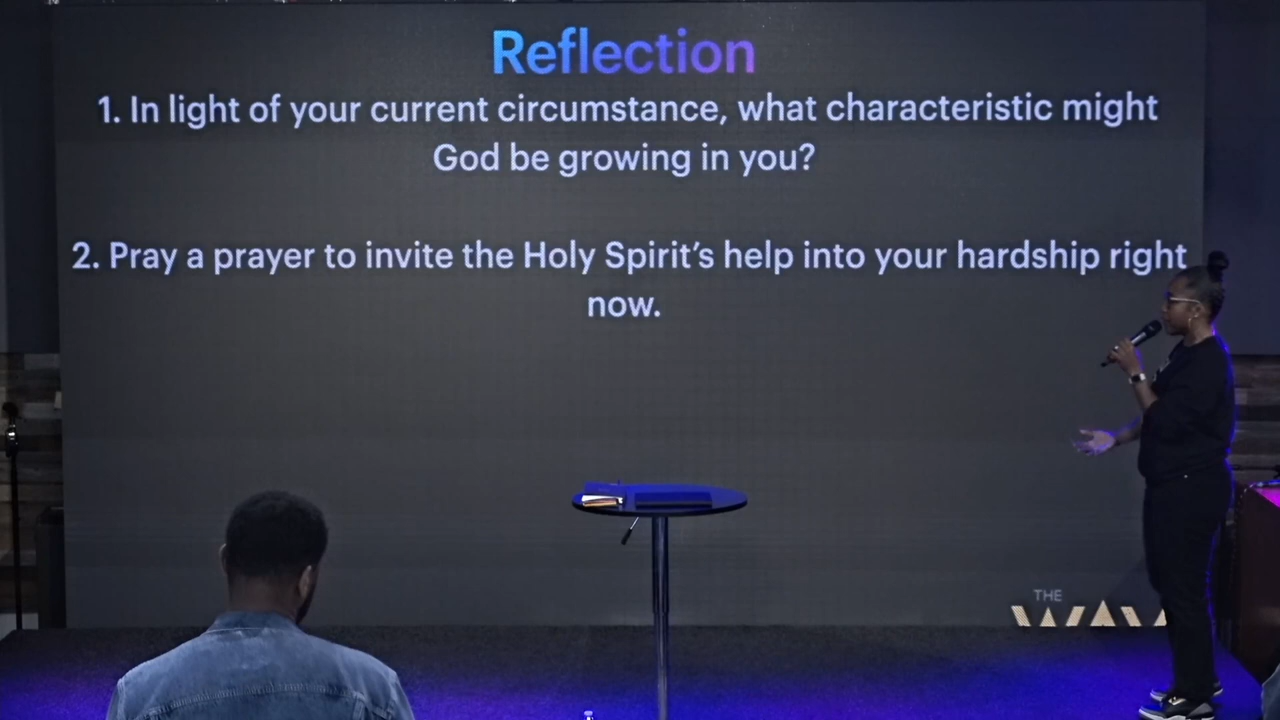 Reflection
1. In light of your current circumstance, what characteristic might
God be growing in you?
2. Pray a prayer to invite the Holy Spirit's help into your hardship right
now.
THE